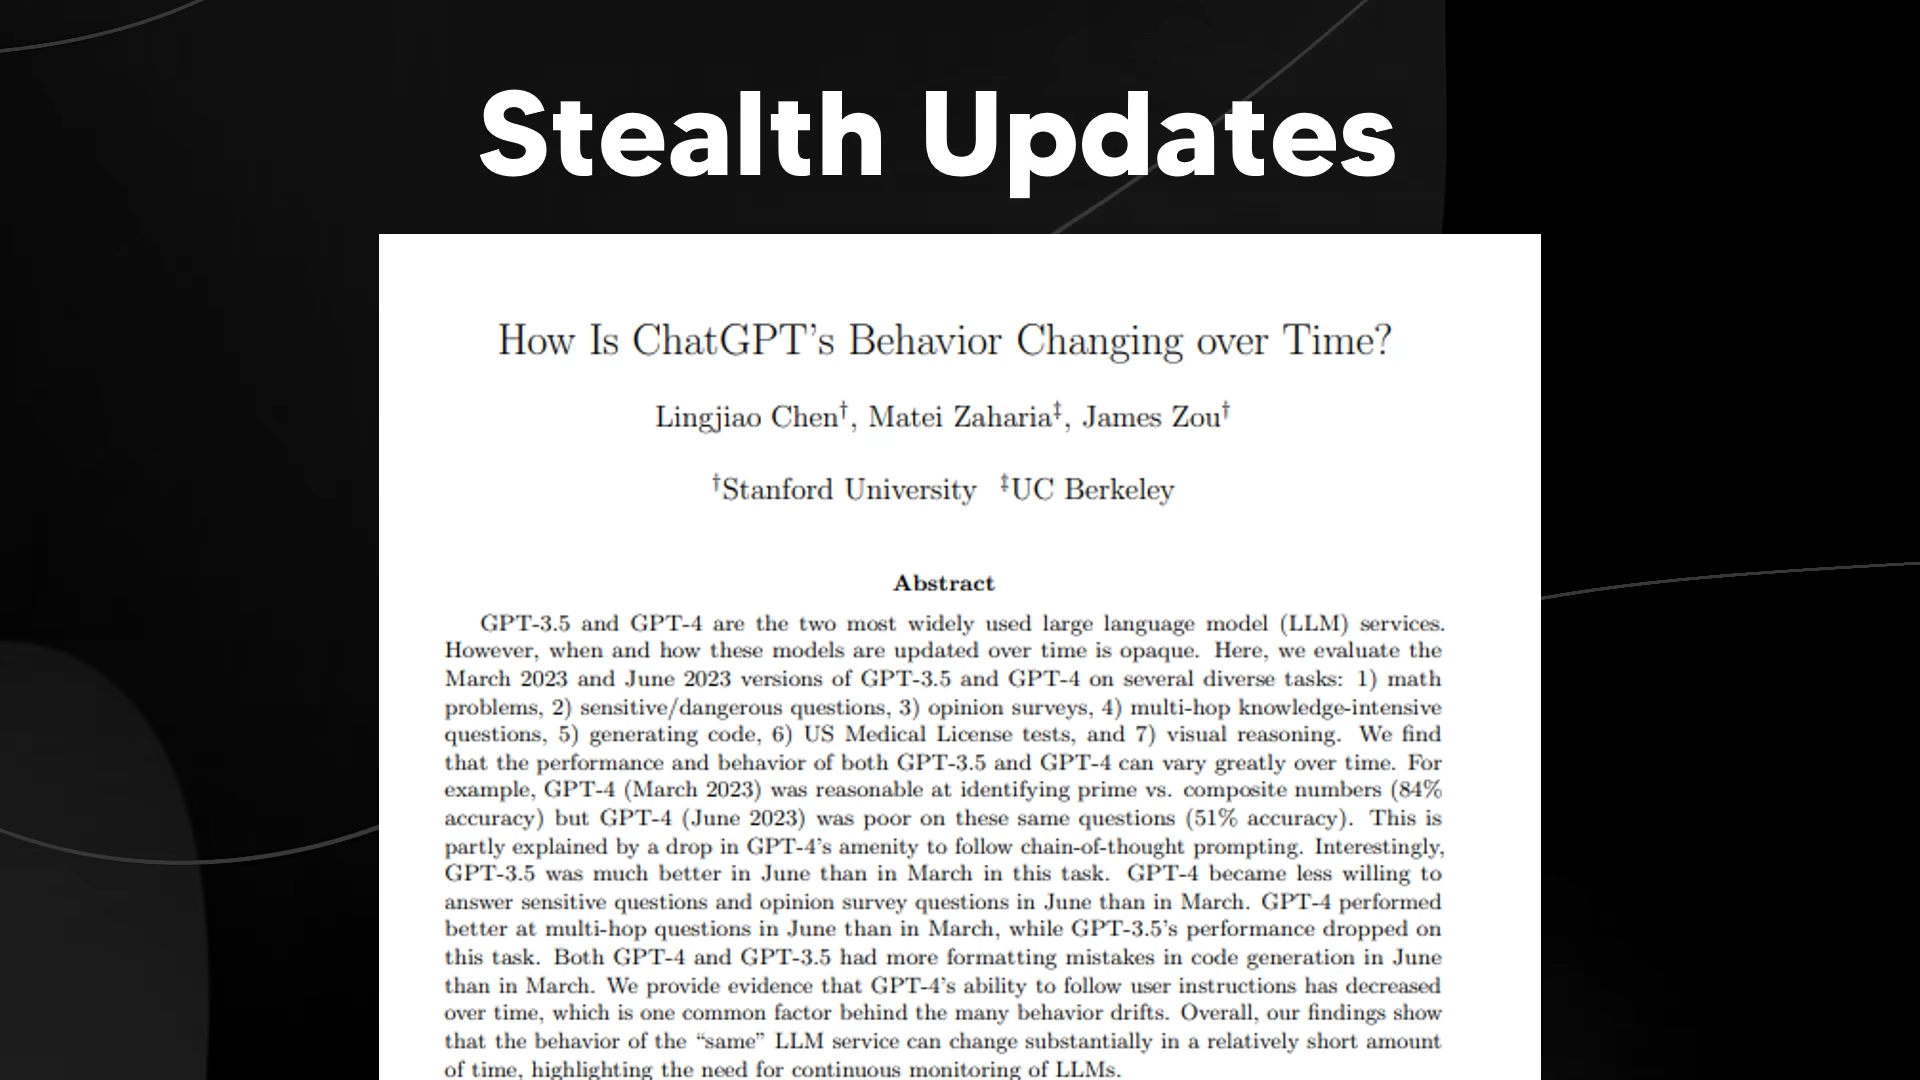 Stealth Updates
How Is ChatGPT's Behavior Changing over Time?
Lingjiao Chen†, Matei Zaharia‡, James Zou†
†Stanford University ‡UC Berkeley
Abstract
GPT-3.5 and GPT-4 are the two most widely used large language model (LLM) services.
However, when and how these models are updated over time is opaque. Here, we evaluate the
March 2023 and June 2023 versions of GPT-3.5 and GPT-4 on several diverse tasks: 1) math
problems, 2) sensitive/dangerous questions, 3) opinion surveys, 4) multi-hop knowledge-intensive
questions, 5) generating code, 6) US Medical License tests, and 7) visual reasoning. We find
that the performance and behavior of both GPT-3.5 and GPT-4 can vary greatly over time. For
example, GPT-4 (March 2023) was reasonable at identifying prime vs. composite numbers (84%
accuracy) but GPT-4 (June 2023) was poor on these same questions (51% accuracy). This is
partly explained by a drop in GPT-4's amenity to follow chain-of-thought prompting. Interestingly,
GPT-3.5 was much better in June than in March in this task. GPT-4 became less willing to
answer sensitive questions and opinion survey questions in June than in March. GPT-4 performed
better at multi-hop questions in June than in March, while GPT-3.5's performance dropped on
this task. Both GPT-4 and GPT-3.5 had more formatting mistakes in code generation in June
than in March. We provide evidence that GPT-4's ability to follow user instructions has decreased
over time, which is one common factor behind the many behavior drifts. Overall, our findings show
that the behavior of the “same” LLM service can change substantially in a relatively short amount
of time, highlighting the need for continuous monitoring of LLMs.